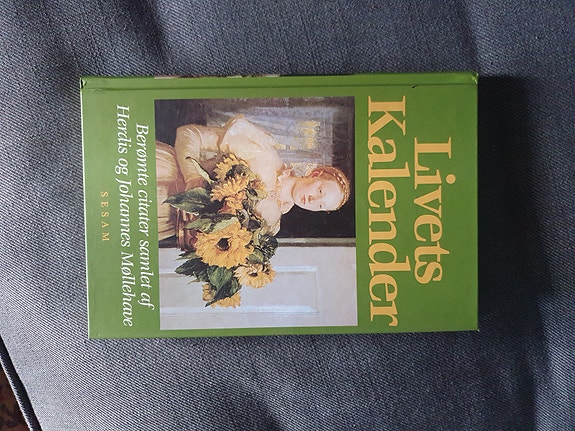 Livets
Kalender
Berømte citater samlet af
Herdis og Johannes Møllehave
SESAM